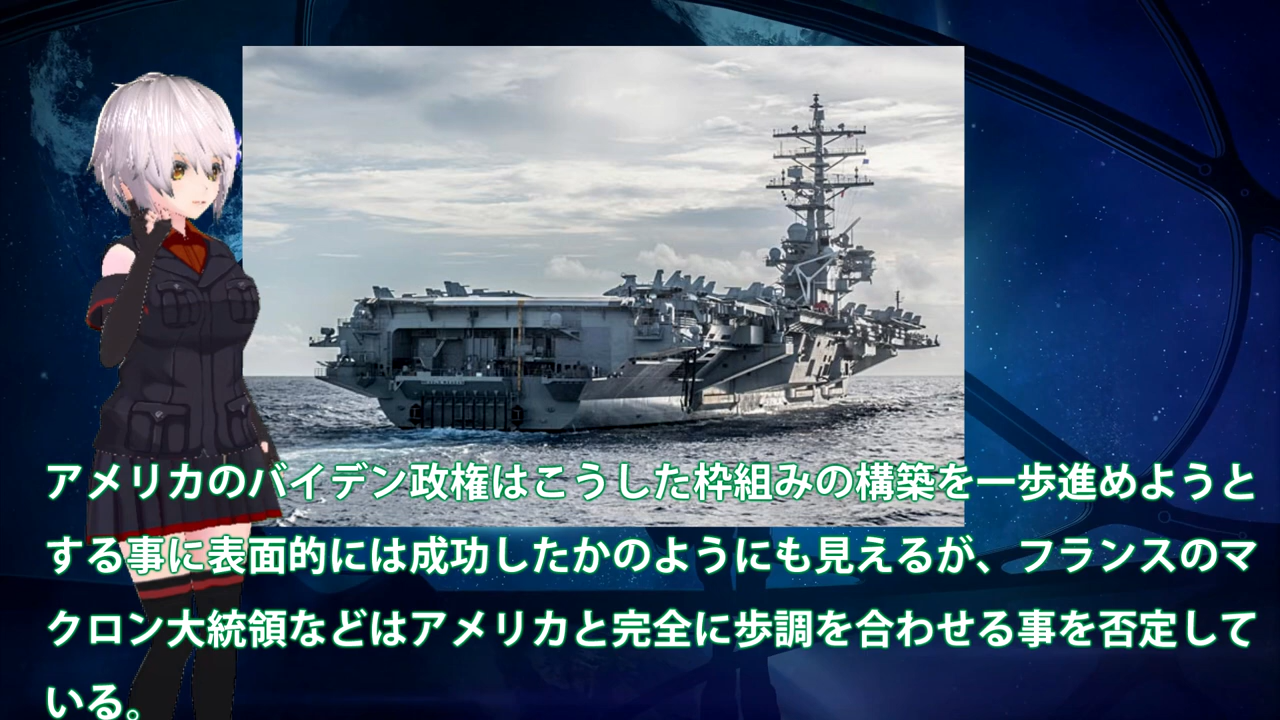 アメリカのバイデン政権はこうした枠組みの構築を一歩進めようと
する事に表面的には成功したかのようにも見えるが、フランスのマ
クロン大統領などはアメリカと完全に歩調を合わせる事を否定して
いる。